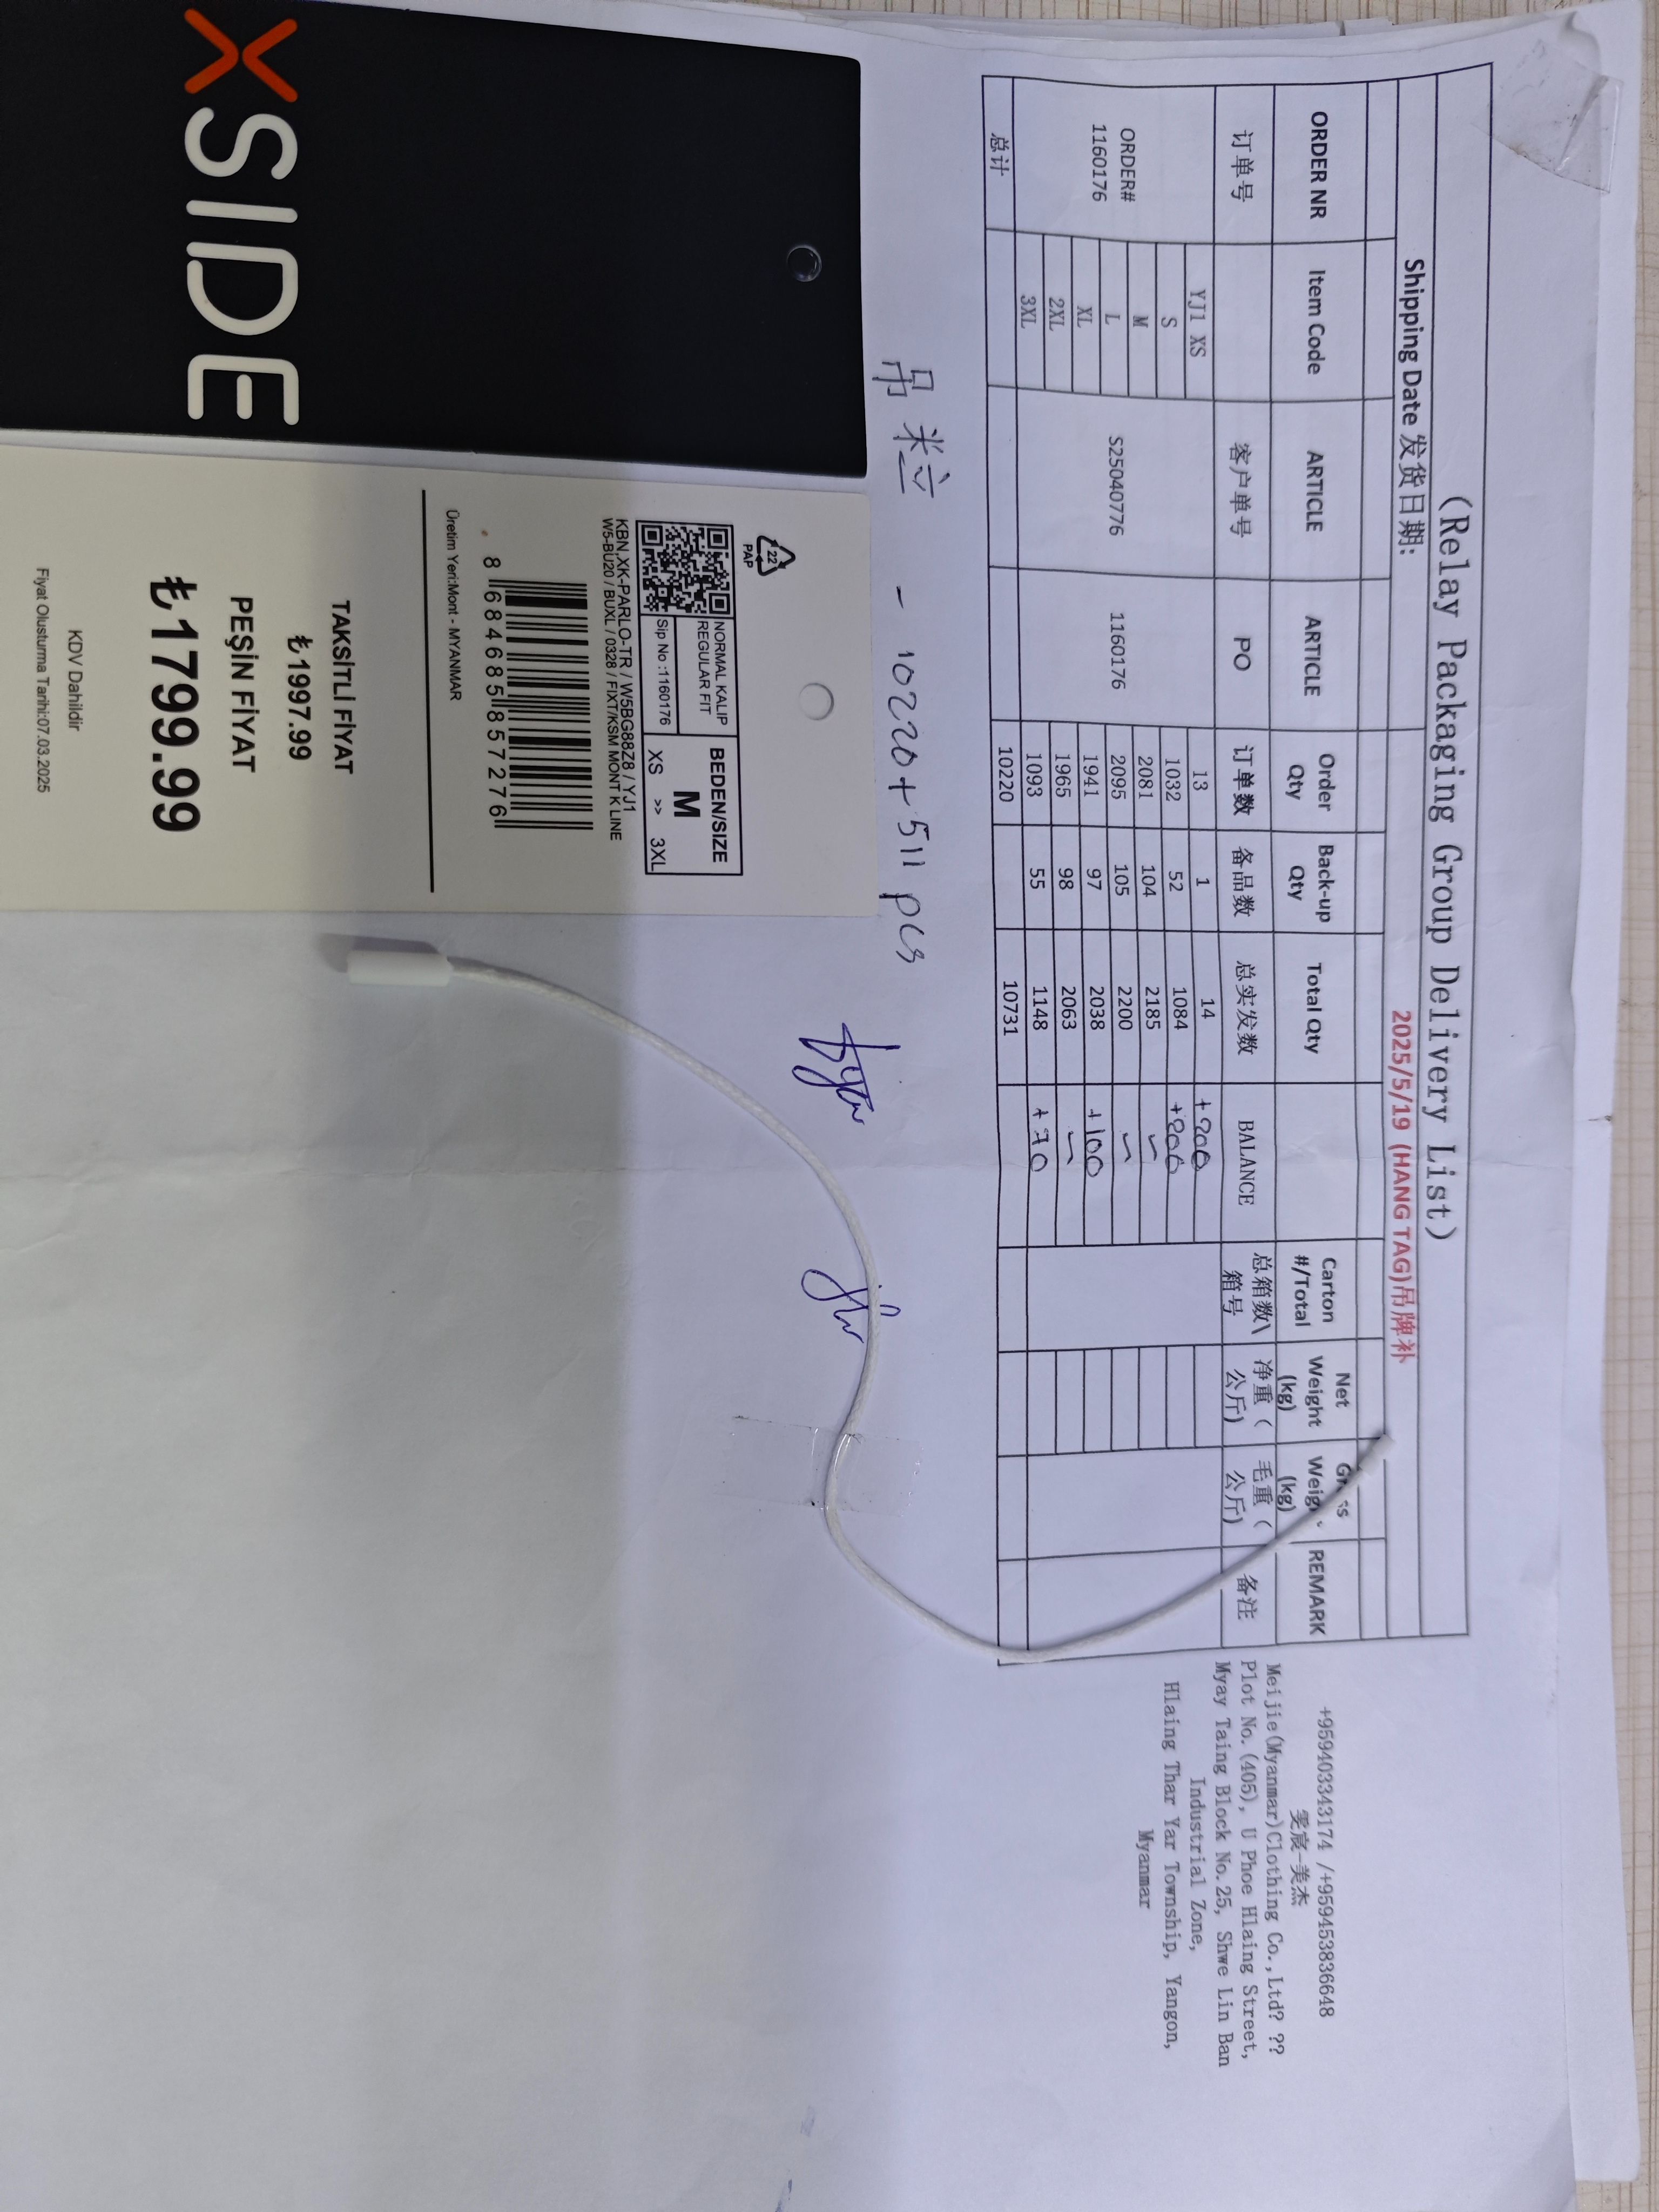 (Relay Packaging Group Delivery List)
Shipping Date 发货日期: 2025/5/19 (HANG TAG)吊牌补
ORDER NR Item Code ARTICLE ARTICLE Order Qty Back-up Qty Total Qty Carton #/Total Net Weight (kg) Weigh (kg) REMARK
订单号 客户单号 PO 订单数 备品数 总实发数 BALANCE 总箱数\箱号 净重（公斤) 毛重（公斤) 备注
ORDER# 1160176 S25040776 1160176
YJ1 XS 13 1 14 +200
S 1032 52 1084 +200
M 2081 104 2185
L 2095 105 2200
XL 1941 97 2038 +100
2XL 1965 98 2063
3XL 1093 55 1148 +70
总计 10220 10731
+959403343174 /+959453836648
雯宸-美杰
Meijie(Myanmar)Clothing Co.,Ltd? ??
Plot No.(405), U Phoe Hlaing Street,
Myay Taing Block No.25, Shwe Lin Ban
Industrial Zone,
Hlaing Thar Yar Township, Yangon,
Myanmar
吊粒 - 10220+511 pcs
XSIDE
22
PAP
NORMAL KALIP
REGULAR FIT
Sip No :1160176
BEDEN/SIZE
M
XS >> 3XL
KBN,XK-PARLO-TR / W5BG88Z8 / YJ1
W5-BU20 / BUXL / 0328 / FIXT/KSM MONT K LINE
8 684685 857276
Üretim Yeri:Mont - MYANMAR
TAKSİTLİ FİYAT
₺1997.99
PEŞİN FİYAT
₺1799.99
KDV Dahildir
Fiyat Olusturma Tarihi:07.03.2025